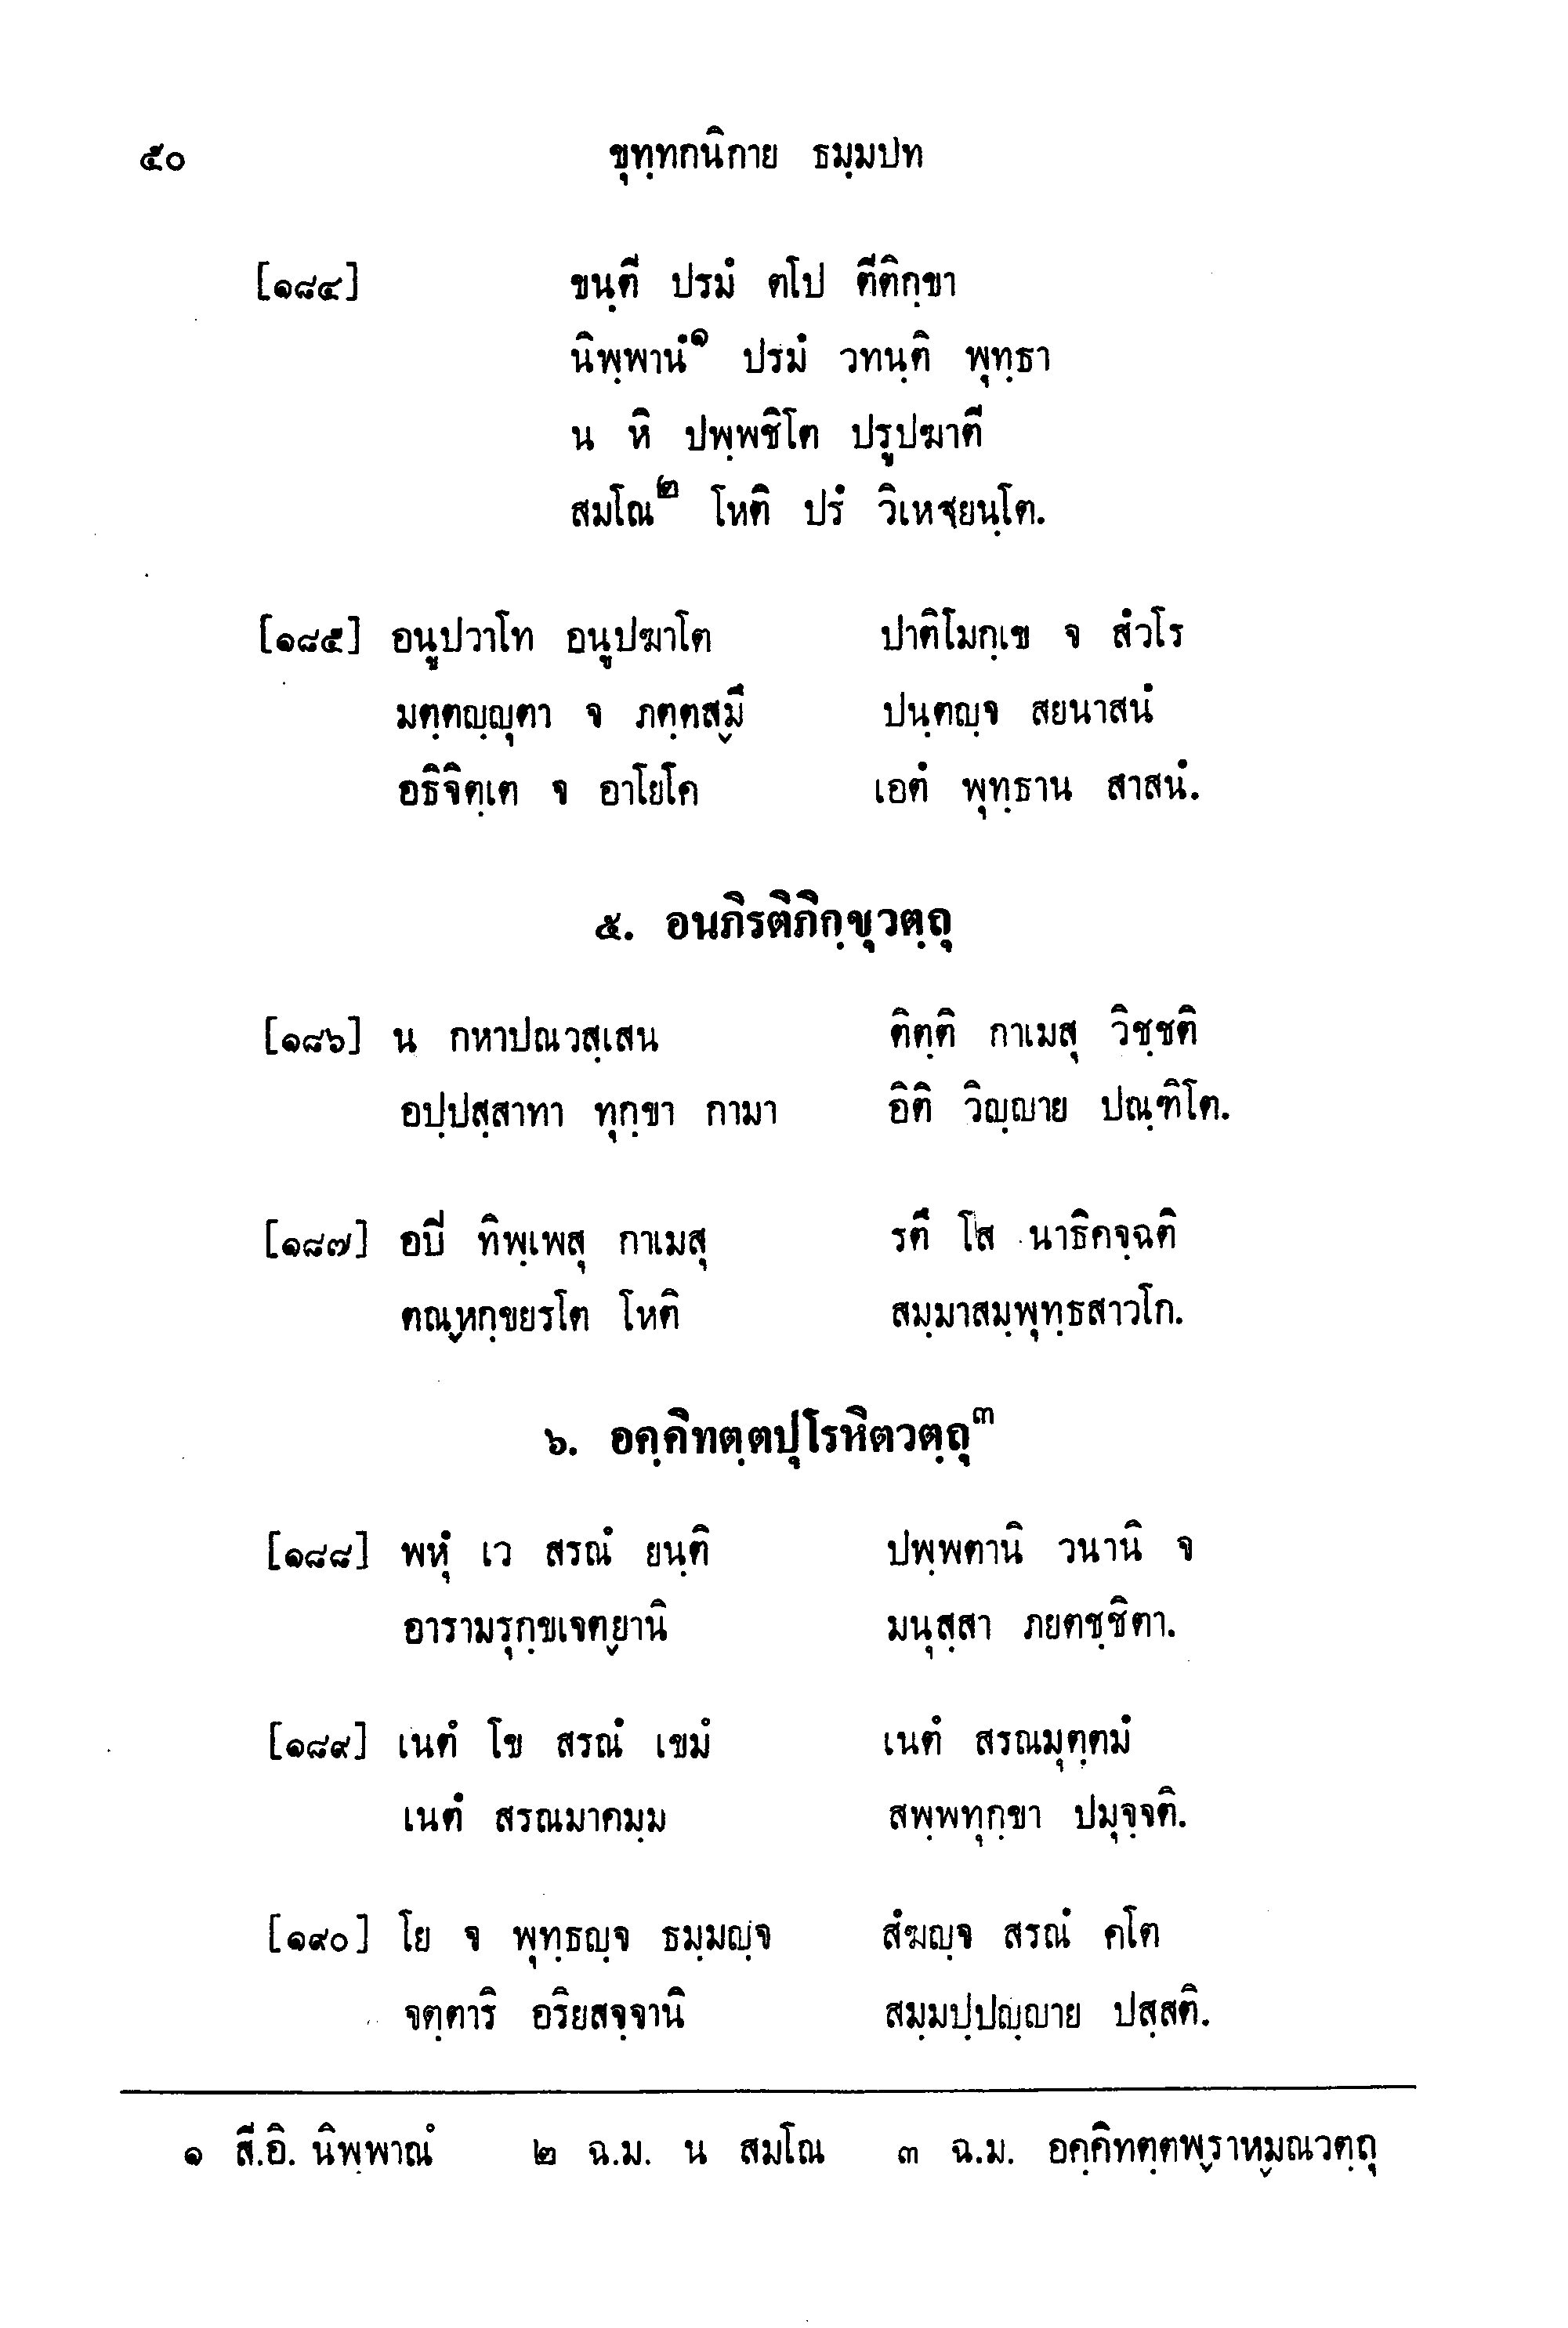 ๕๐ ขุทฺทกนิกาย ธมฺมปท
[๑๘๔] ขนฺตี ปรมํ ตโป ตีติกฺขา
นิพฺพานํ๑ ปรมํ วทนฺติ พุทฺธา
น หิ ปพฺพชิโต ปรูปฆาตี
สมโณ๒ โหติ ปรํ วิเหฐยนฺโต.
[๑๘๕] อนูปวาโท อนูปฆาโต ปาติโมกฺเข จ สํวโร
มตฺตญฺญุตา จ ภตฺตสฺมึ ปนฺตญฺจ สยนาสนํ
อธิจิตฺเต จ อาโยโค เอตํ พุทฺธาน สาสนํ.
๕. อนภิรติภิกฺขุวตฺถุ
[๑๘๖] น กหาปณวสฺเสน ติตฺติ กาเมสุ วิชฺชติ
อปฺปสฺสาทา ทุกฺขา กามา อิติ วิญฺญาย ปณฺฑิโต.
[๑๘๗] อปิ ทิพฺเพสุ กาเมสุ รตึ โส นาธิคจฺฉติ
ตณฺหกฺขยรโต โหติ สมฺมาสมฺพุทฺธสาวโก.
๖. อคฺคิทตฺตปุโรหิตวตฺถุ๓
[๑๘๘] พหุํ เว สรณํ ยนฺติ ปพฺพตานิ วนานิ จ
อารามรุกฺขเจตฺยานิ มนุสฺสา ภยตชฺชิตา.
[๑๘๙] เนตํ โข สรณํ เขมํ เนตํ สรณมุตฺตมํ
เนตํ สรณมาคมฺม สพฺพทุกฺขา ปมุจฺจติ.
[๑๙๐] โย จ พุทฺธญฺจ ธมฺมญฺจ สํฆญฺจ สรณํ คโต
จตฺตาริ อริยสจฺจานิ สมฺมปฺปญฺญาย ปสฺสติ.
๑ สี.อิ. นิพฺพาณํ ๒ ฉ.ม. น สมโณ ๓ ฉ.ม. อคฺคิทตฺตพฺราหฺมณวตฺถุ